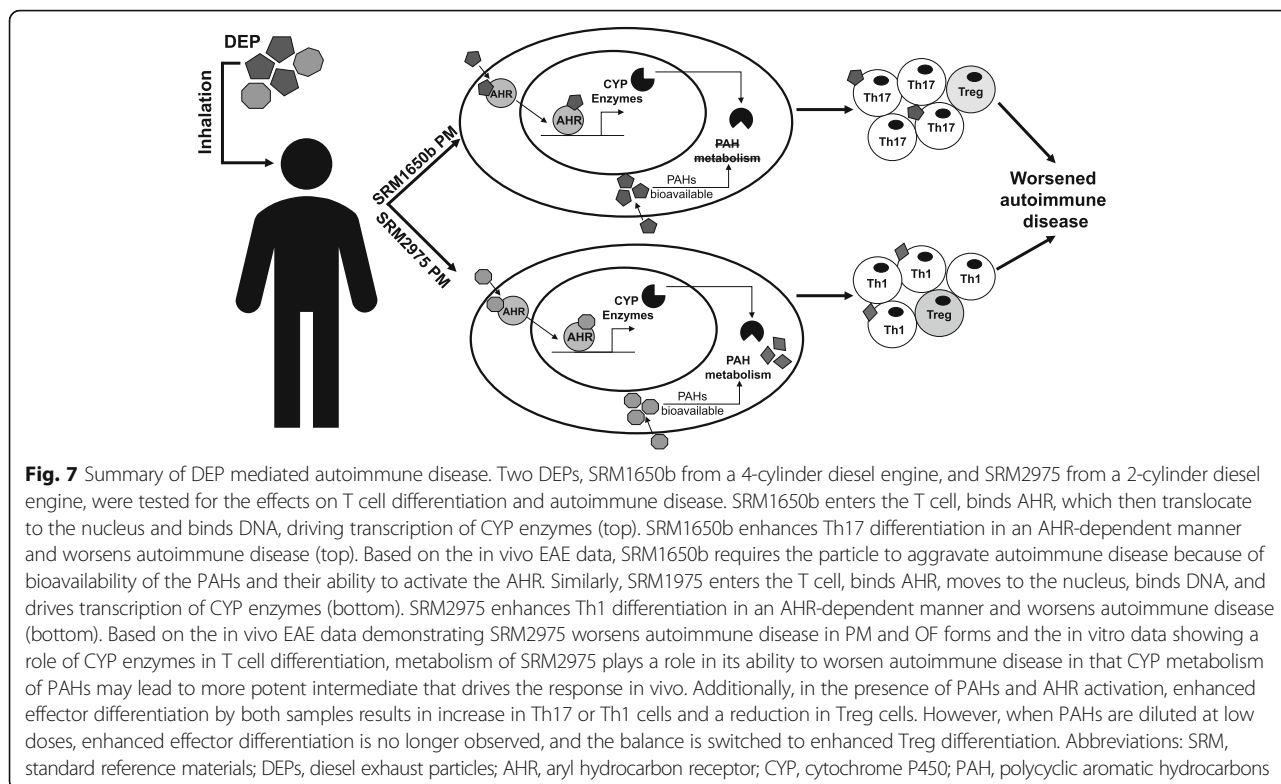 DEP
Inhalation
SRM1650b PM
SRM2975 PM
AHR
AHR
CYP
Enzymes
PAH
metabolism
PAHs
bioavailable
Th17
Th17
Treg
Th17
Th17
AHR
AHR
CYP
Enzymes
PAH
metabolism
PAHs
bioavailable
Th1
Th1
Th1
Th1
Treg
Worsened
autoimmune
disease
Fig. 7 Summary of DEP mediated autoimmune disease. Two DEPs, SRM1650b from a 4-cylinder diesel engine, and SRM2975 from a 2-cylinder diesel
engine, were tested for the effects on T cell differentiation and autoimmune disease. SRM1650b enters the T cell, binds AHR, which then translocate
to the nucleus and binds DNA, driving transcription of CYP enzymes (top). SRM1650b enhances Th17 differentiation in an AHR-dependent manner
and worsens autoimmune disease (top). Based on the in vivo EAE data, SRM1650b requires the particle to aggravate autoimmune disease because of
bioavailability of the PAHs and their ability to activate the AHR. Similarly, SRM1975 enters the T cell, binds AHR, moves to the nucleus, binds DNA, and
drives transcription of CYP enzymes (bottom). SRM2975 enhances Th1 differentiation in an AHR-dependent manner and worsens autoimmune disease
(bottom). Based on the in vivo EAE data demonstrating SRM2975 worsens autoimmune disease in PM and OF forms and the in vitro data showing a
role of CYP enzymes in T cell differentiation, metabolism of SRM2975 plays a role in its ability to worsen autoimmune disease in that CYP metabolism
of PAHs may lead to more potent intermediate that drives the response in vivo. Additionally, in the presence of PAHs and AHR activation, enhanced
effector differentiation by both samples results in increase in Th17 or Th1 cells and a reduction in Treg cells. However, when PAHs are diluted at low
doses, enhanced effector differentiation is no longer observed, and the balance is switched to enhanced Treg differentiation. Abbreviations: SRM,
standard reference materials; DEPs, diesel exhaust particles; AHR, aryl hydrocarbon receptor; CYP, cytochrome P450; PAH, polycyclic aromatic hydrocarbons